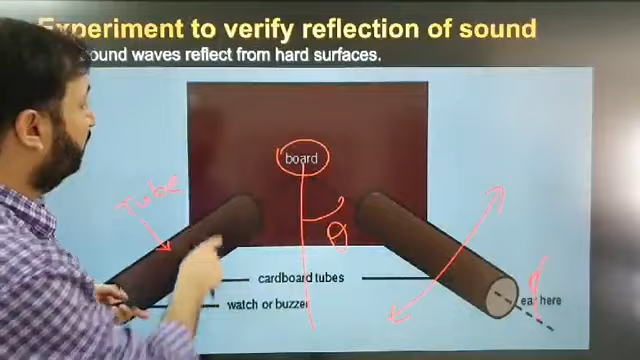 Experiment to verify reflection of sound
ound waves reflect from hard surfaces.
board
Tube
θ
cardboard tubes
watch or buzzer
ear here